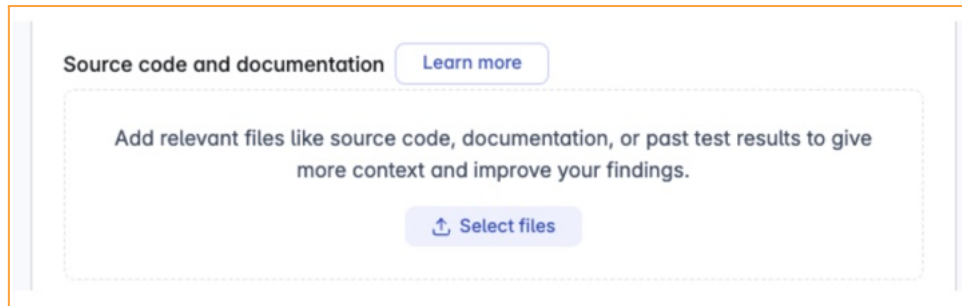 Source code and documentation Learn more
Add relevant files like source code, documentation, or past test results to give
more context and improve your findings.
Select files